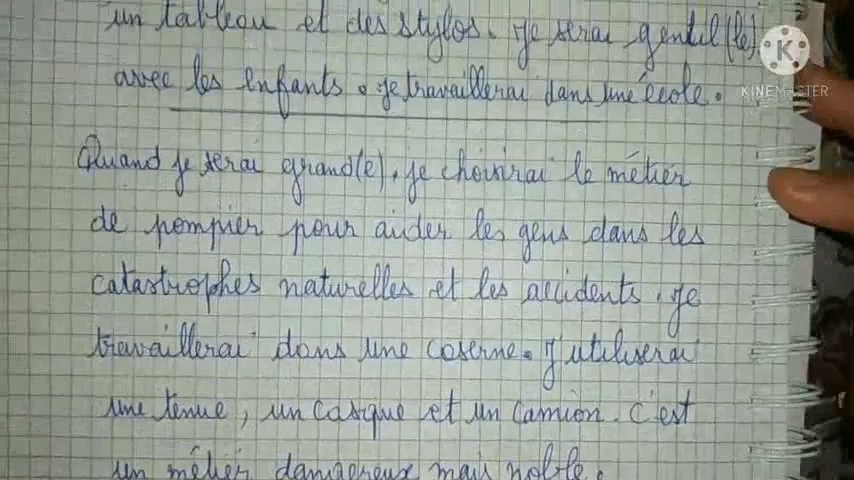 un tableau et des stylos. je serai gentil(le)
avec les enfants. je travaillerai dans une école.
Quand je serai grand(e), je choisirai le métier
de pompier pour aider les gens dans les
catastrophes naturelles et les accidents. je
travaillerai dans une caserne. j'utiliserai
une tenue, un casque et un camion. c'est
un métier dangereux mais noble.
K
KINEMASTER